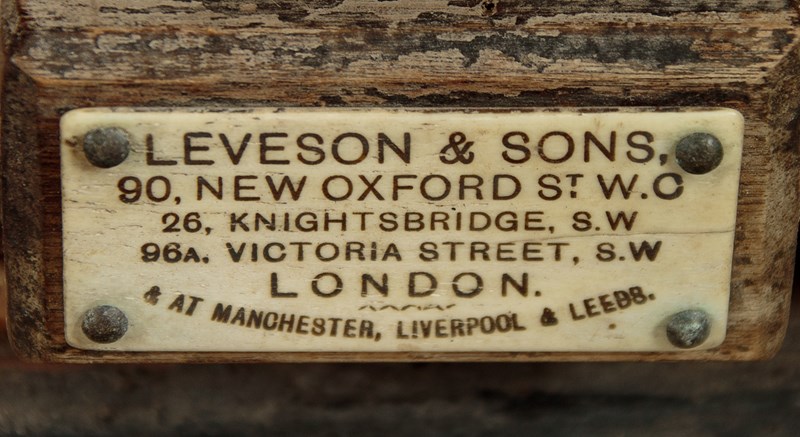 LEVESON & SONS,
90, NEW OXFORD ST W.C
26, KNIGHTSBRIDGE, S.W
96A. VICTORIA STREET, S.W
LONDON.
& AT MANCHESTER, LIVERPOOL & LEEDS.